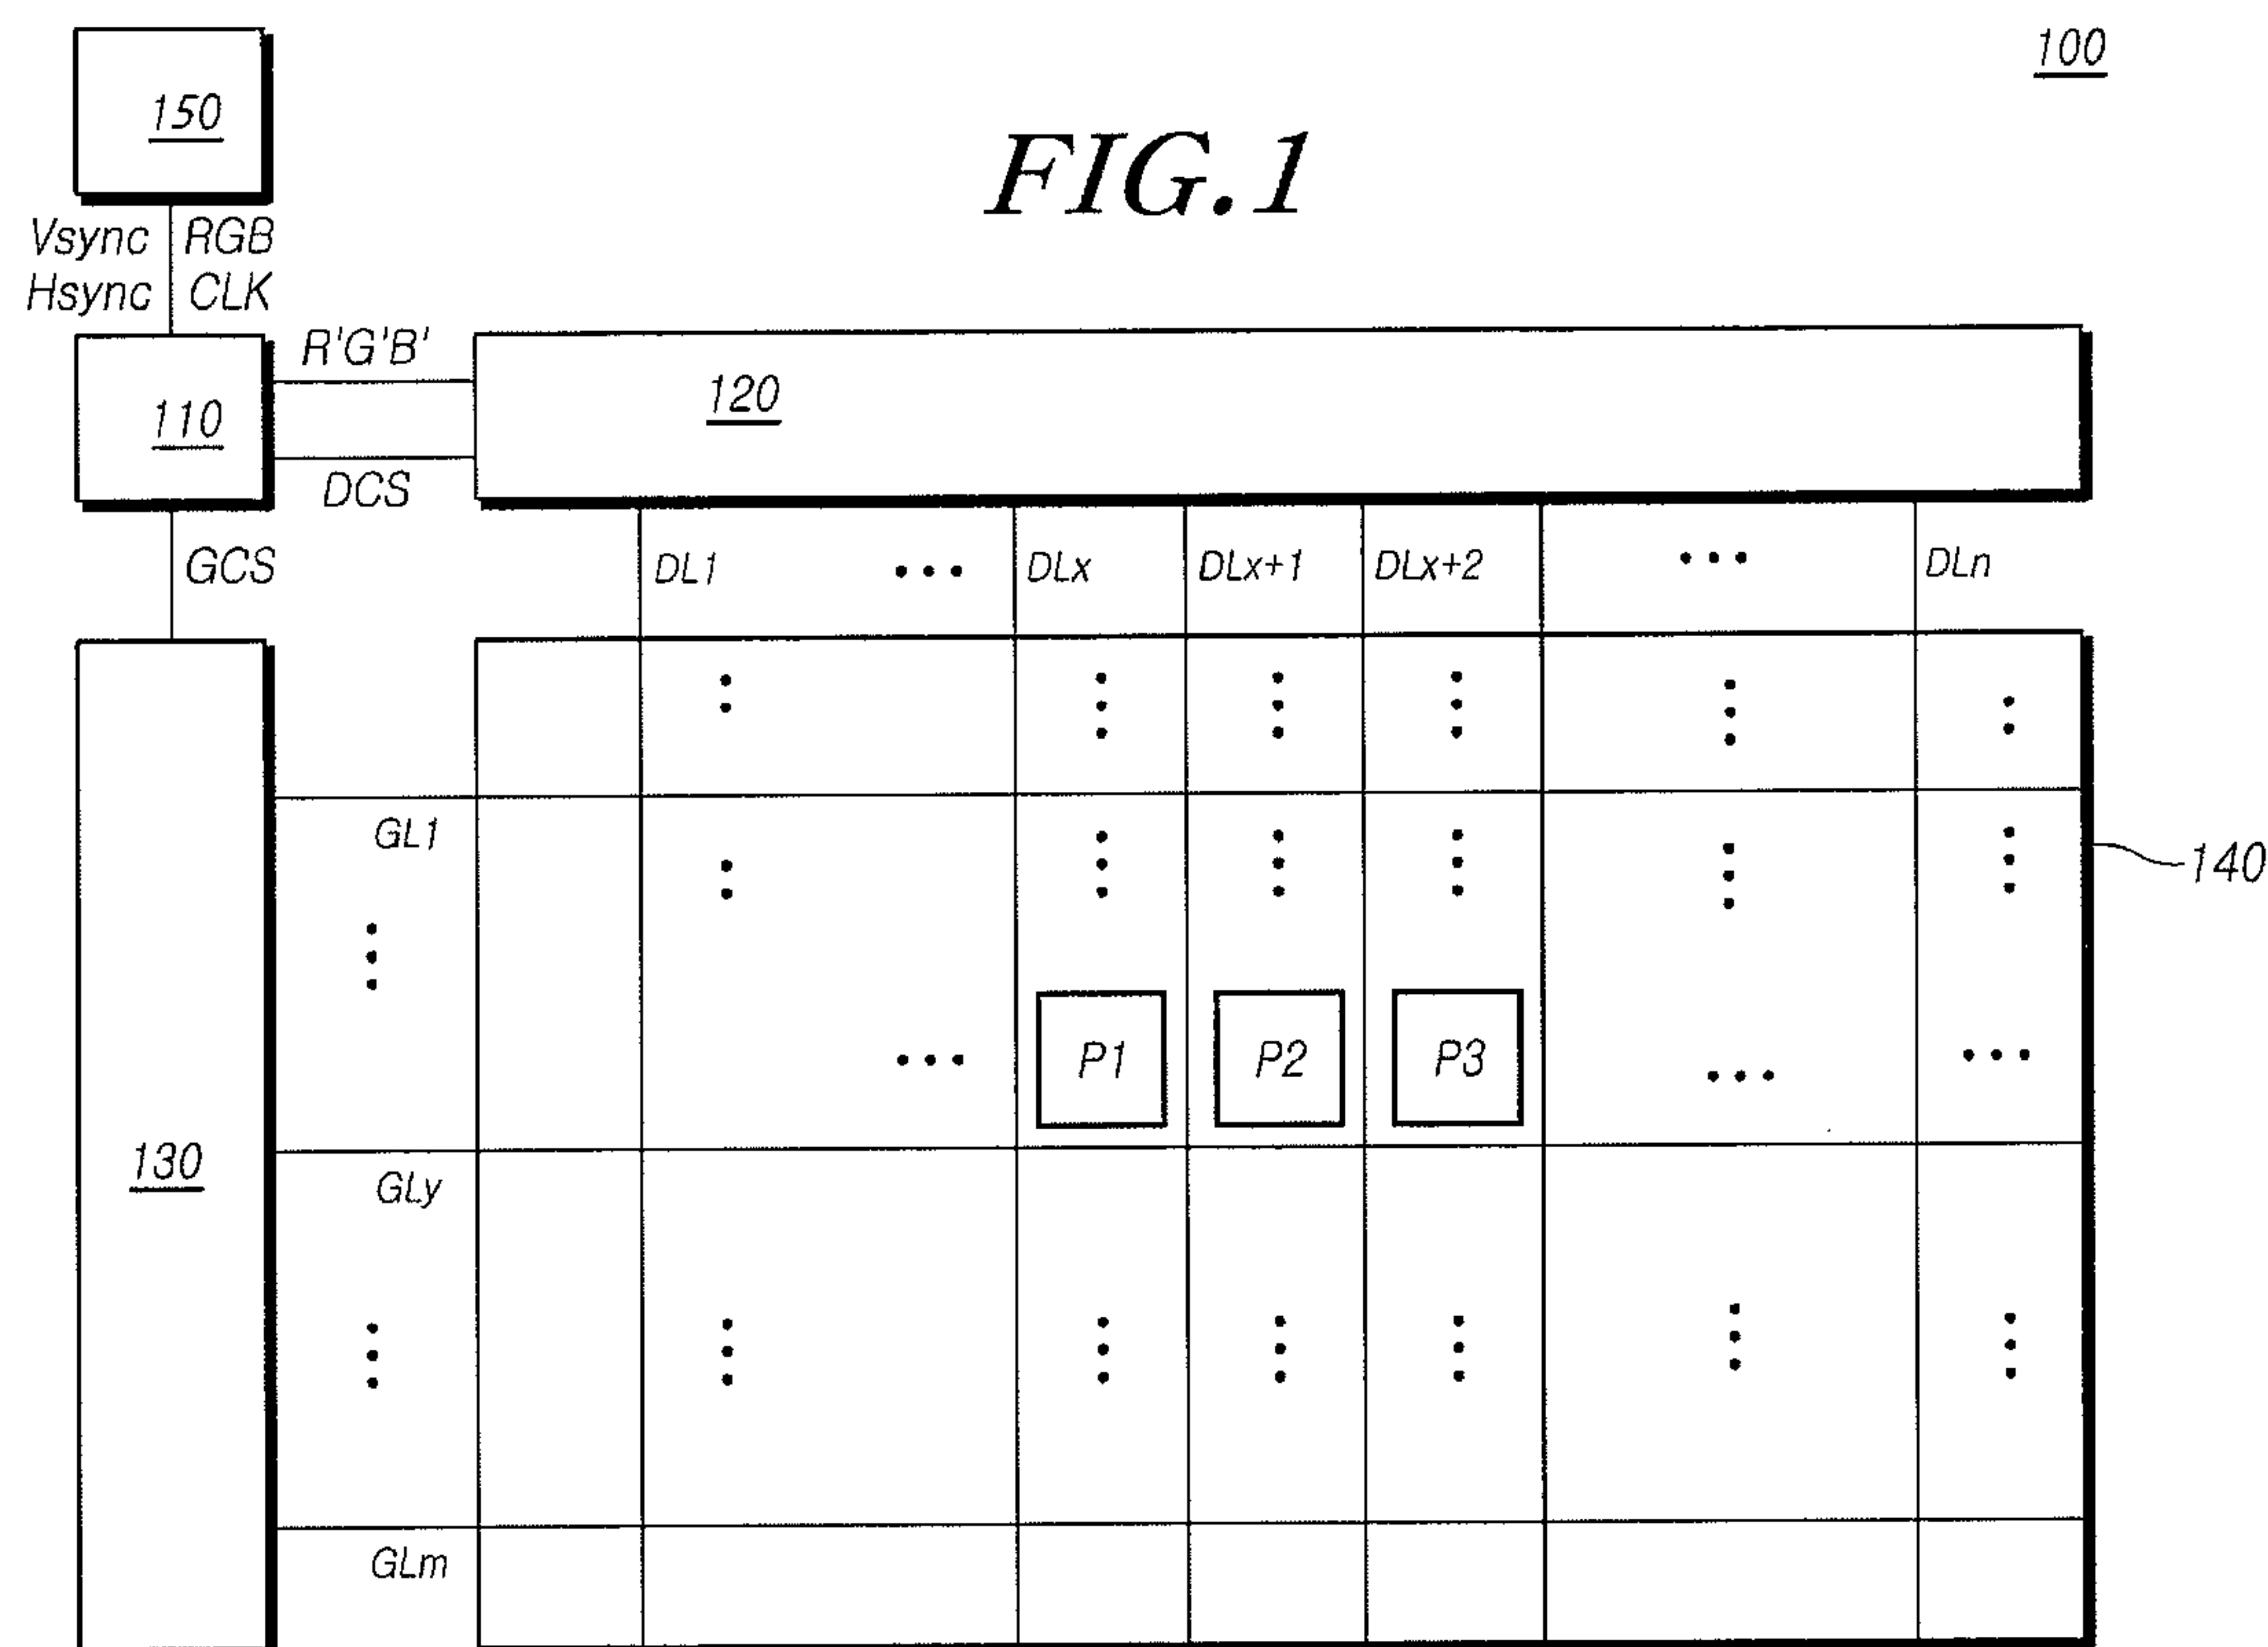 100
150
FIG.1
Vsync RGB
Hsync CLK
R'G'B'
110
120
DCS
GCS
DL1 ... DLx DLx+1 DLx+2 ... DLn
GL1
140
P1 P2 P3
130
GLy
GLm